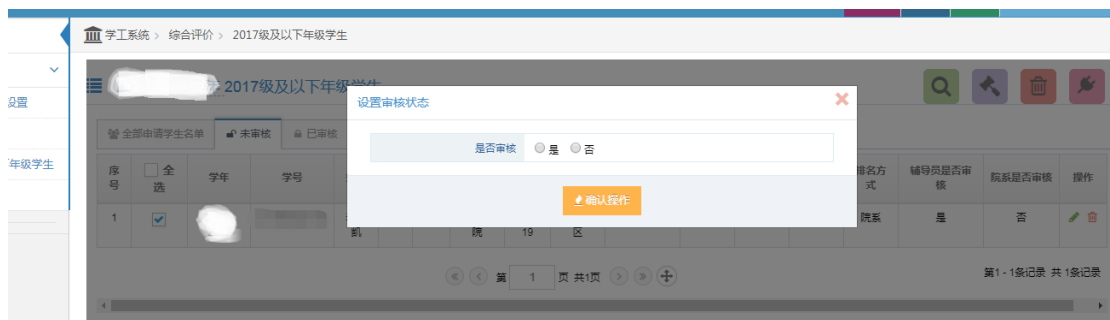 学工系统 > 综合评价 > 2017级及以下年级学生
设置
下年级学生
2017级及以下年级学生
全部申请学生名单 未审核 已审核
设置审核状态
是否审核 是 否
确认操作
序号 全选 学年 学号 排名方式 辅导员是否审核 院系是否审核 操作
1 凯 院 19 区 院系 是 否
第 1 页 共1页
第1 - 1条记录 共 1条记录